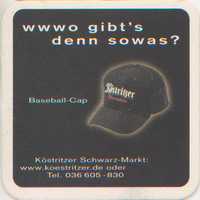 wwwo gibt's
denn sowas?
Köstritzer
Baseball-Cap
Köstritzer Schwarz-Markt:
www.koestritzer.de oder
Tel. 036 605 - 830